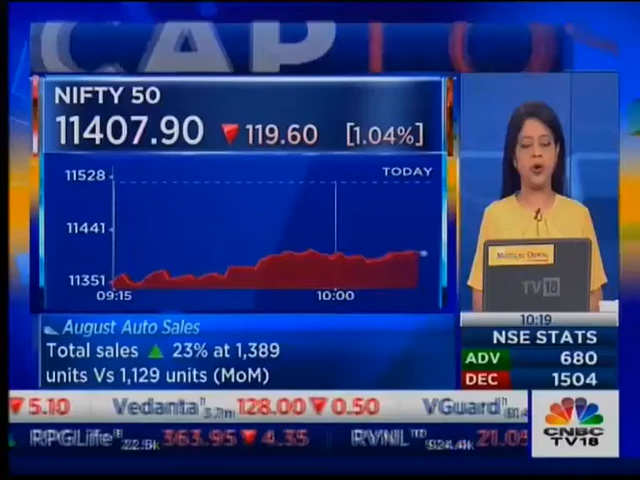 CAPITAL
NIFTY 50
11407.90 ▼ 119.60 [1.04%]
TODAY
11528
11441
11351
09:15 10:00
August Auto Sales
Total sales ▲ 23% at 1,389
units Vs 1,129 units (MoM)
TV18
10:19
NSE STATS
ADV 680
DEC 1504
▼ 5.10 Vedanta 128.00 ▼ 0.50 VGuard
RPGLife 22.5k 363.95 ▼ 4.35 RVNL 21.05
CNBC
TV18